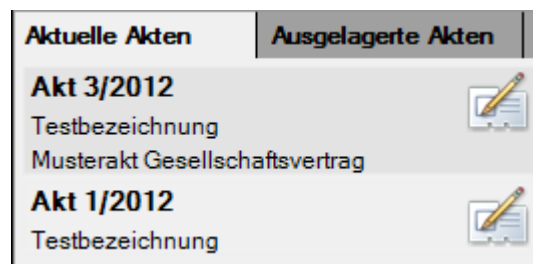 Aktuelle Akten Ausgelagerte Akten
Akt 3/2012
Testbezeichnung
Musterakt Gesellschaftsvertrag
Akt 1/2012
Testbezeichnung